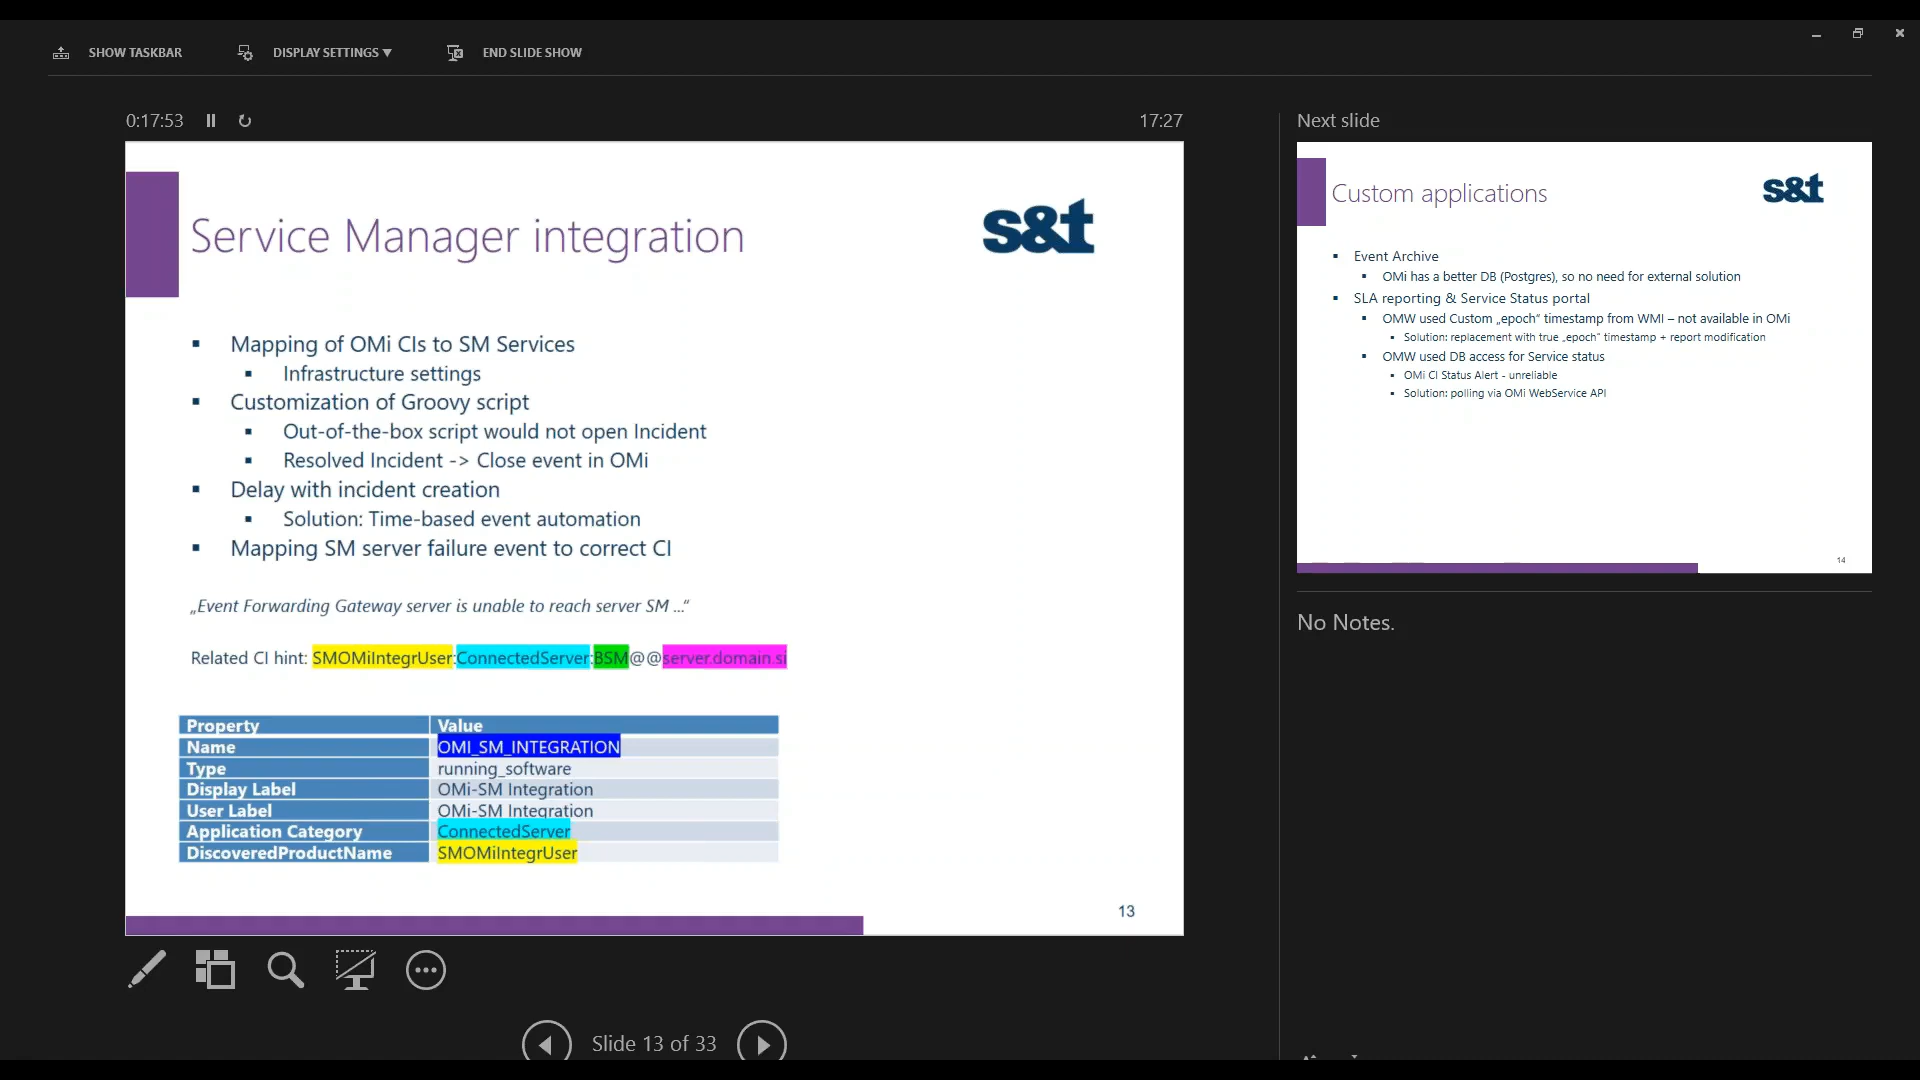 SHOW TASKBAR
DISPLAY SETTINGS ▼
END SLIDE SHOW
0:17:53
17:27
Service Manager integration
s&t
▪ Mapping of OMi CIs to SM Services
▪ Infrastructure settings
▪ Customization of Groovy script
▪ Out-of-the-box script would not open Incident
▪ Resolved Incident -> Close event in OMi
▪ Delay with incident creation
▪ Solution: Time-based event automation
▪ Mapping SM server failure event to correct CI
„Event Forwarding Gateway server is unable to reach server SM ...“
Related CI hint: SMOMiIntegrUser:ConnectedServer:BSM@@server.domain.si
Property Value
Name OMI_SM_INTEGRATION
Type running_software
Display Label OMi-SM Integration
User Label OMi-SM Integration
Application Category ConnectedServer
DiscoveredProductName SMOMiIntegrUser
13
Slide 13 of 33
Next slide
Custom applications
s&t
▪ Event Archive
▪ OMi has a better DB (Postgres), so no need for external solution
▪ SLA reporting & Service Status portal
▪ OMW used Custom „epoch“ timestamp from WMI – not available in OMi
▪ Solution: replacement with true „epoch“ timestamp + report modification
▪ OMW used DB access for Service status
▪ OMi CI Status Alert - unreliable
▪ Solution: polling via OMi WebService API
14
No Notes.